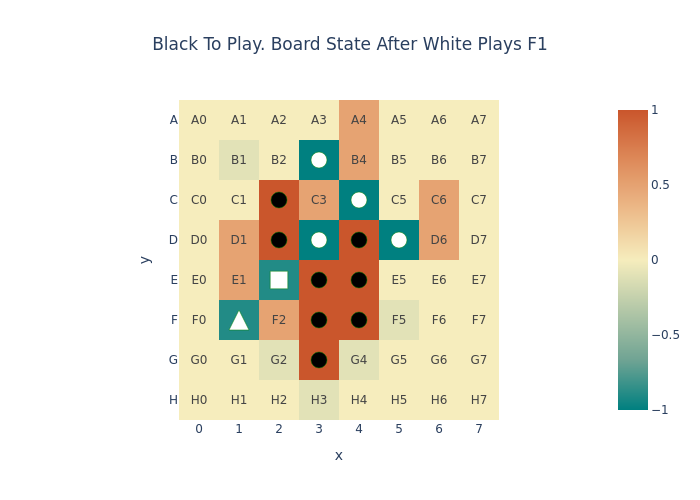 Black To Play. Board State After White Plays F1
A A0 A1 A2 A3 A4 A5 A6 A7
B B0 B1 B2 B4 B5 B6 B7
C C0 C1 C3 C5 C6 C7
D D0 D1 D6 D7
E E0 E1 E5 E6 E7
F F0 F2 F5 F6 F7
G G0 G1 G2 G4 G5 G6 G7
H H0 H1 H2 H3 H4 H5 H6 H7
0 1 2 3 4 5 6 7
x
y
1
0.5
0
−0.5
−1